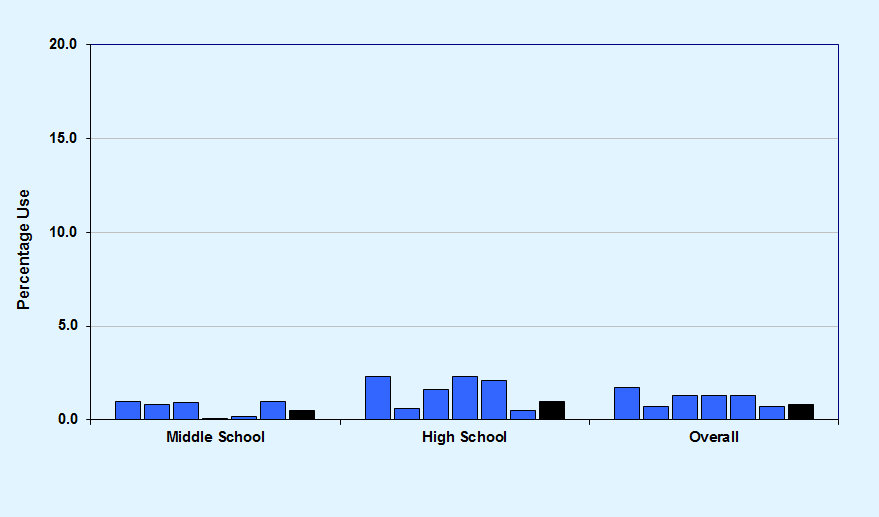 20.0
15.0
10.0
5.0
0.0
Percentage Use
Middle School
High School
Overall